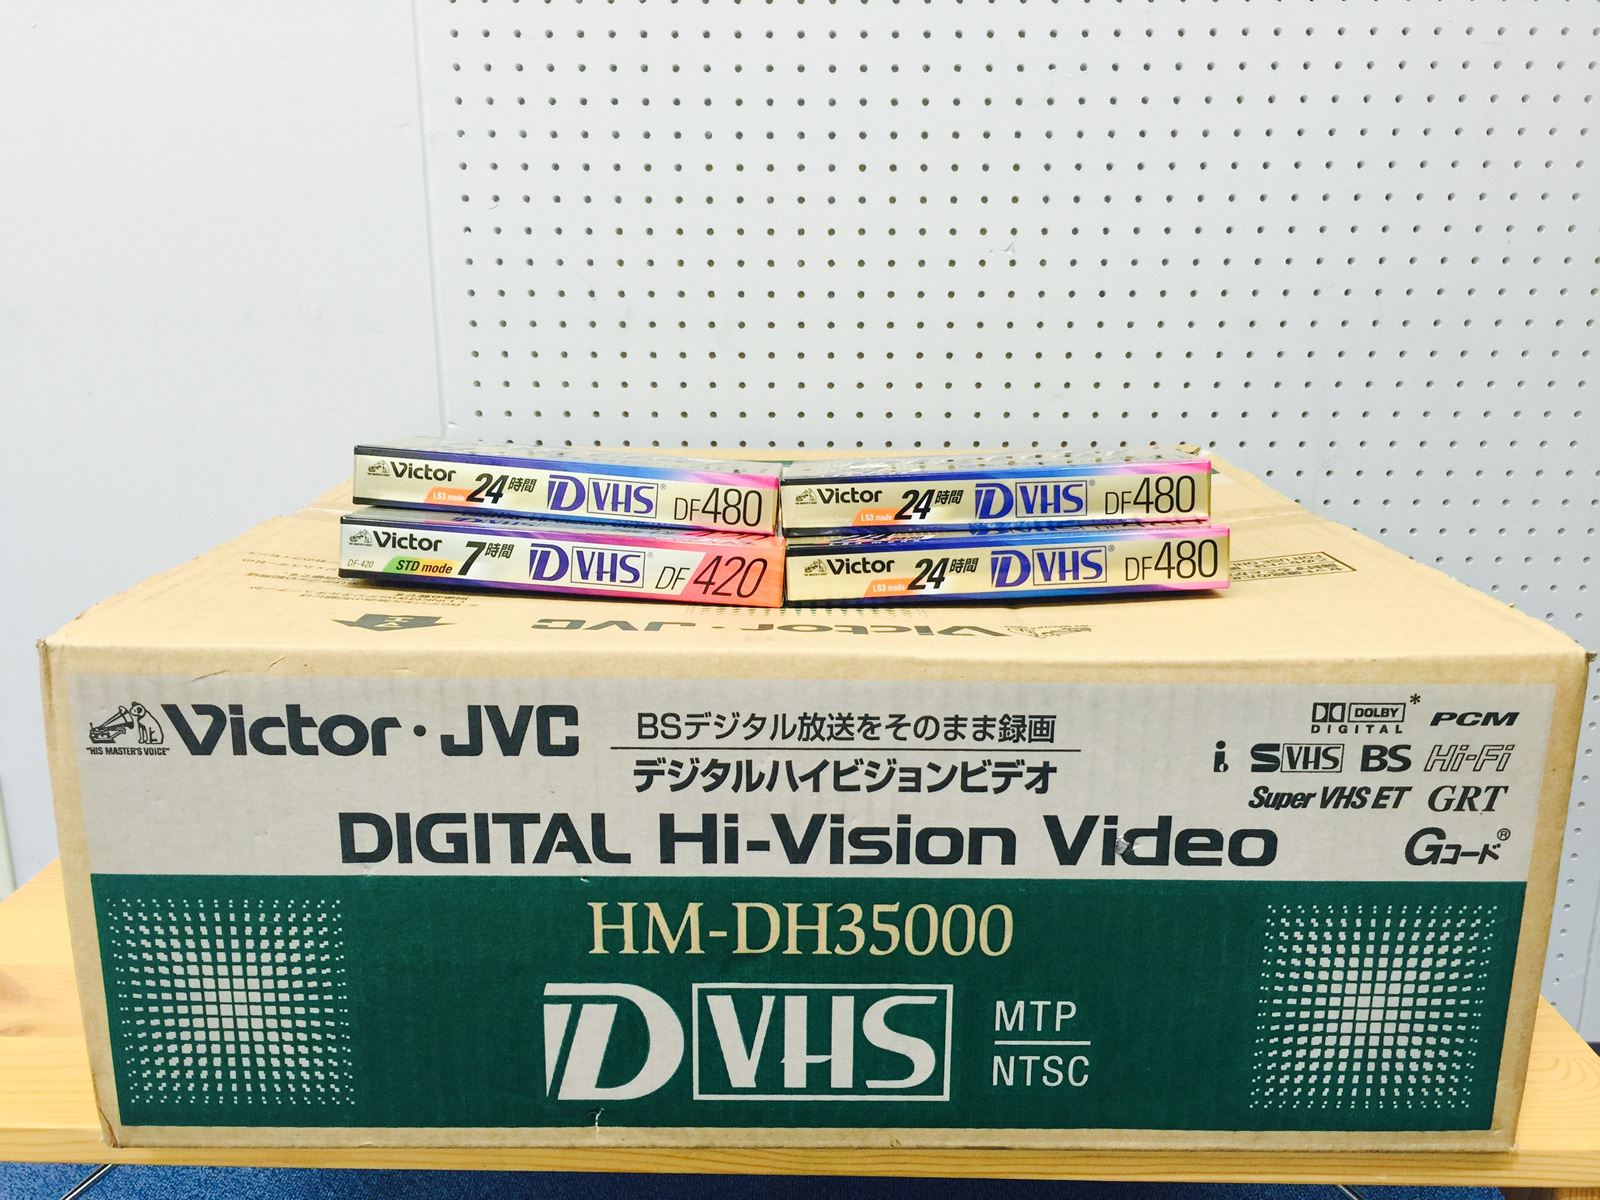 Victor LS3 mode 24時間 D VHS® DF480
Victor LS3 mode 24時間 D VHS® DF480
Victor DF-420 STD mode 7時間 D VHS® DF 420
Victor LS3 mode 24時間 D VHS® DF480
Victor · JVC
"HIS MASTER'S VOICE"
Victor · JVC
BSデジタル放送をそのまま録画
デジタルハイビジョンビデオ
DIGITAL Hi-Vision Video
DOLBY * PCM
DIGITAL
i S VHS BS Hi-Fi
Super VHS ET GRT
Gコード®
HM-DH35000
D VHS
MTP
NTSC